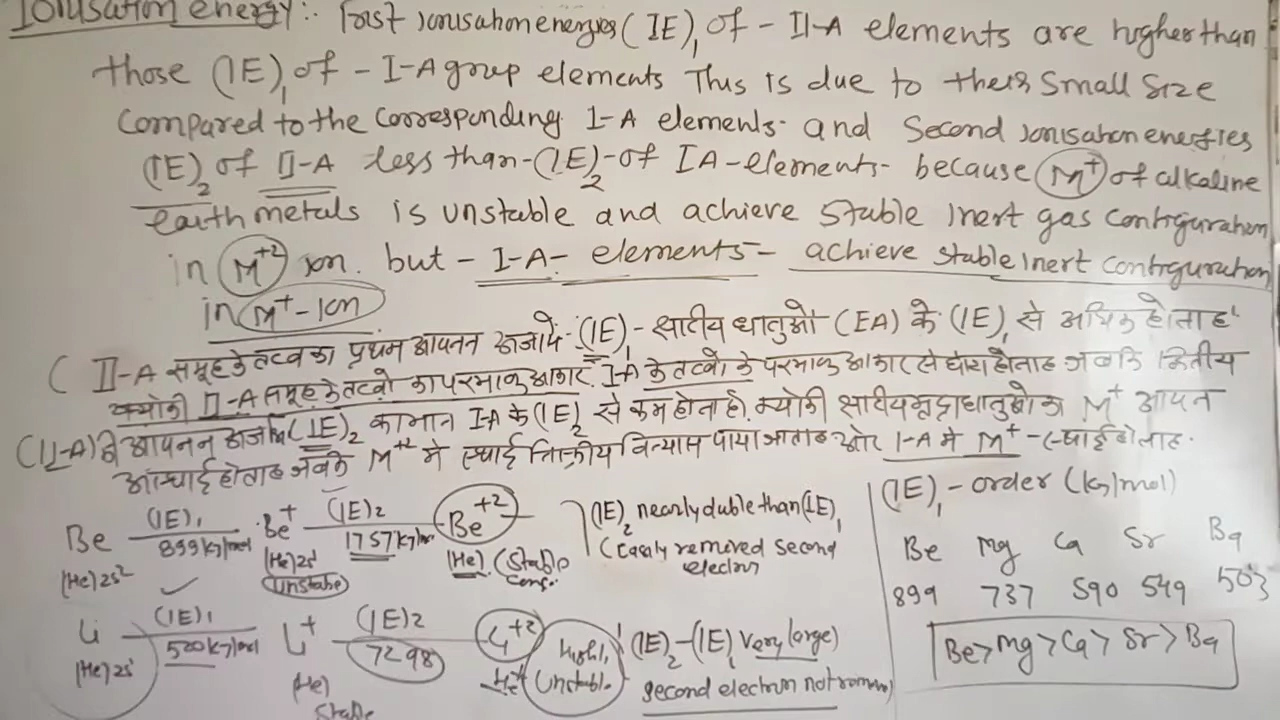 Ionisation energy:- First Ionisation energies (IE)₁ of - II-A elements are higher than
those (IE)₁ of - I-A group elements This is due to their Small Size
Compared to the corresponding I-A elements. and Second Ionisation energies
(IE)₂ of II-A less than-(IE)₂-of IA-elements- because M⁺ of alkaline
earth metals is unstable and achieve stable inert gas configuration
in M⁺² ion. but - I-A- elements- achieve stable inert configuration
in M⁺-ion
( II-A समूह के तत्व का प्रथम आयनन (IE)₁- क्षारीय धातुओं (IA) के (IE)₁ से अधिक होता है।
क्योकी II-A समूह के तत्वो का परमाणु आकार I-A के तत्वो के परमाणु आकार से छोटा होता है जबकि द्वितीय
(II-A) आयनन (IE)₂ का मान I-A के (IE)₂ से कम होता है। क्योकी क्षारीय मृदा धातुओ का M⁺ आयन
अस्थाई होता है जबकि M⁺² मे स्थाई विन्यास पाया जाता है और I-A मे M⁺-स्थाई होता है.
Be (IE)₁ 899 kJ/mol Be⁺ (IE)₂ 1757 kJ/mol Be⁺²
(He)2s² (He)2s¹ unstable (He) (Stable Conf.
(IE)₂ nearly duble than (IE)₁
(Easily removed second
electron
Li (IE)₁ 520 kJ/mol Li⁺ (IE)₂ 7298 Li⁺²
(He)2s¹ (He) Stable highly Unstable
(IE)₂-(IE)₁ Very large)
second electron not
(IE)₁- order (kJ/mol)
Be Mg Ca Sr Ba
899 737 590 549 503
Be>Mg>Ca>Sr>Ba